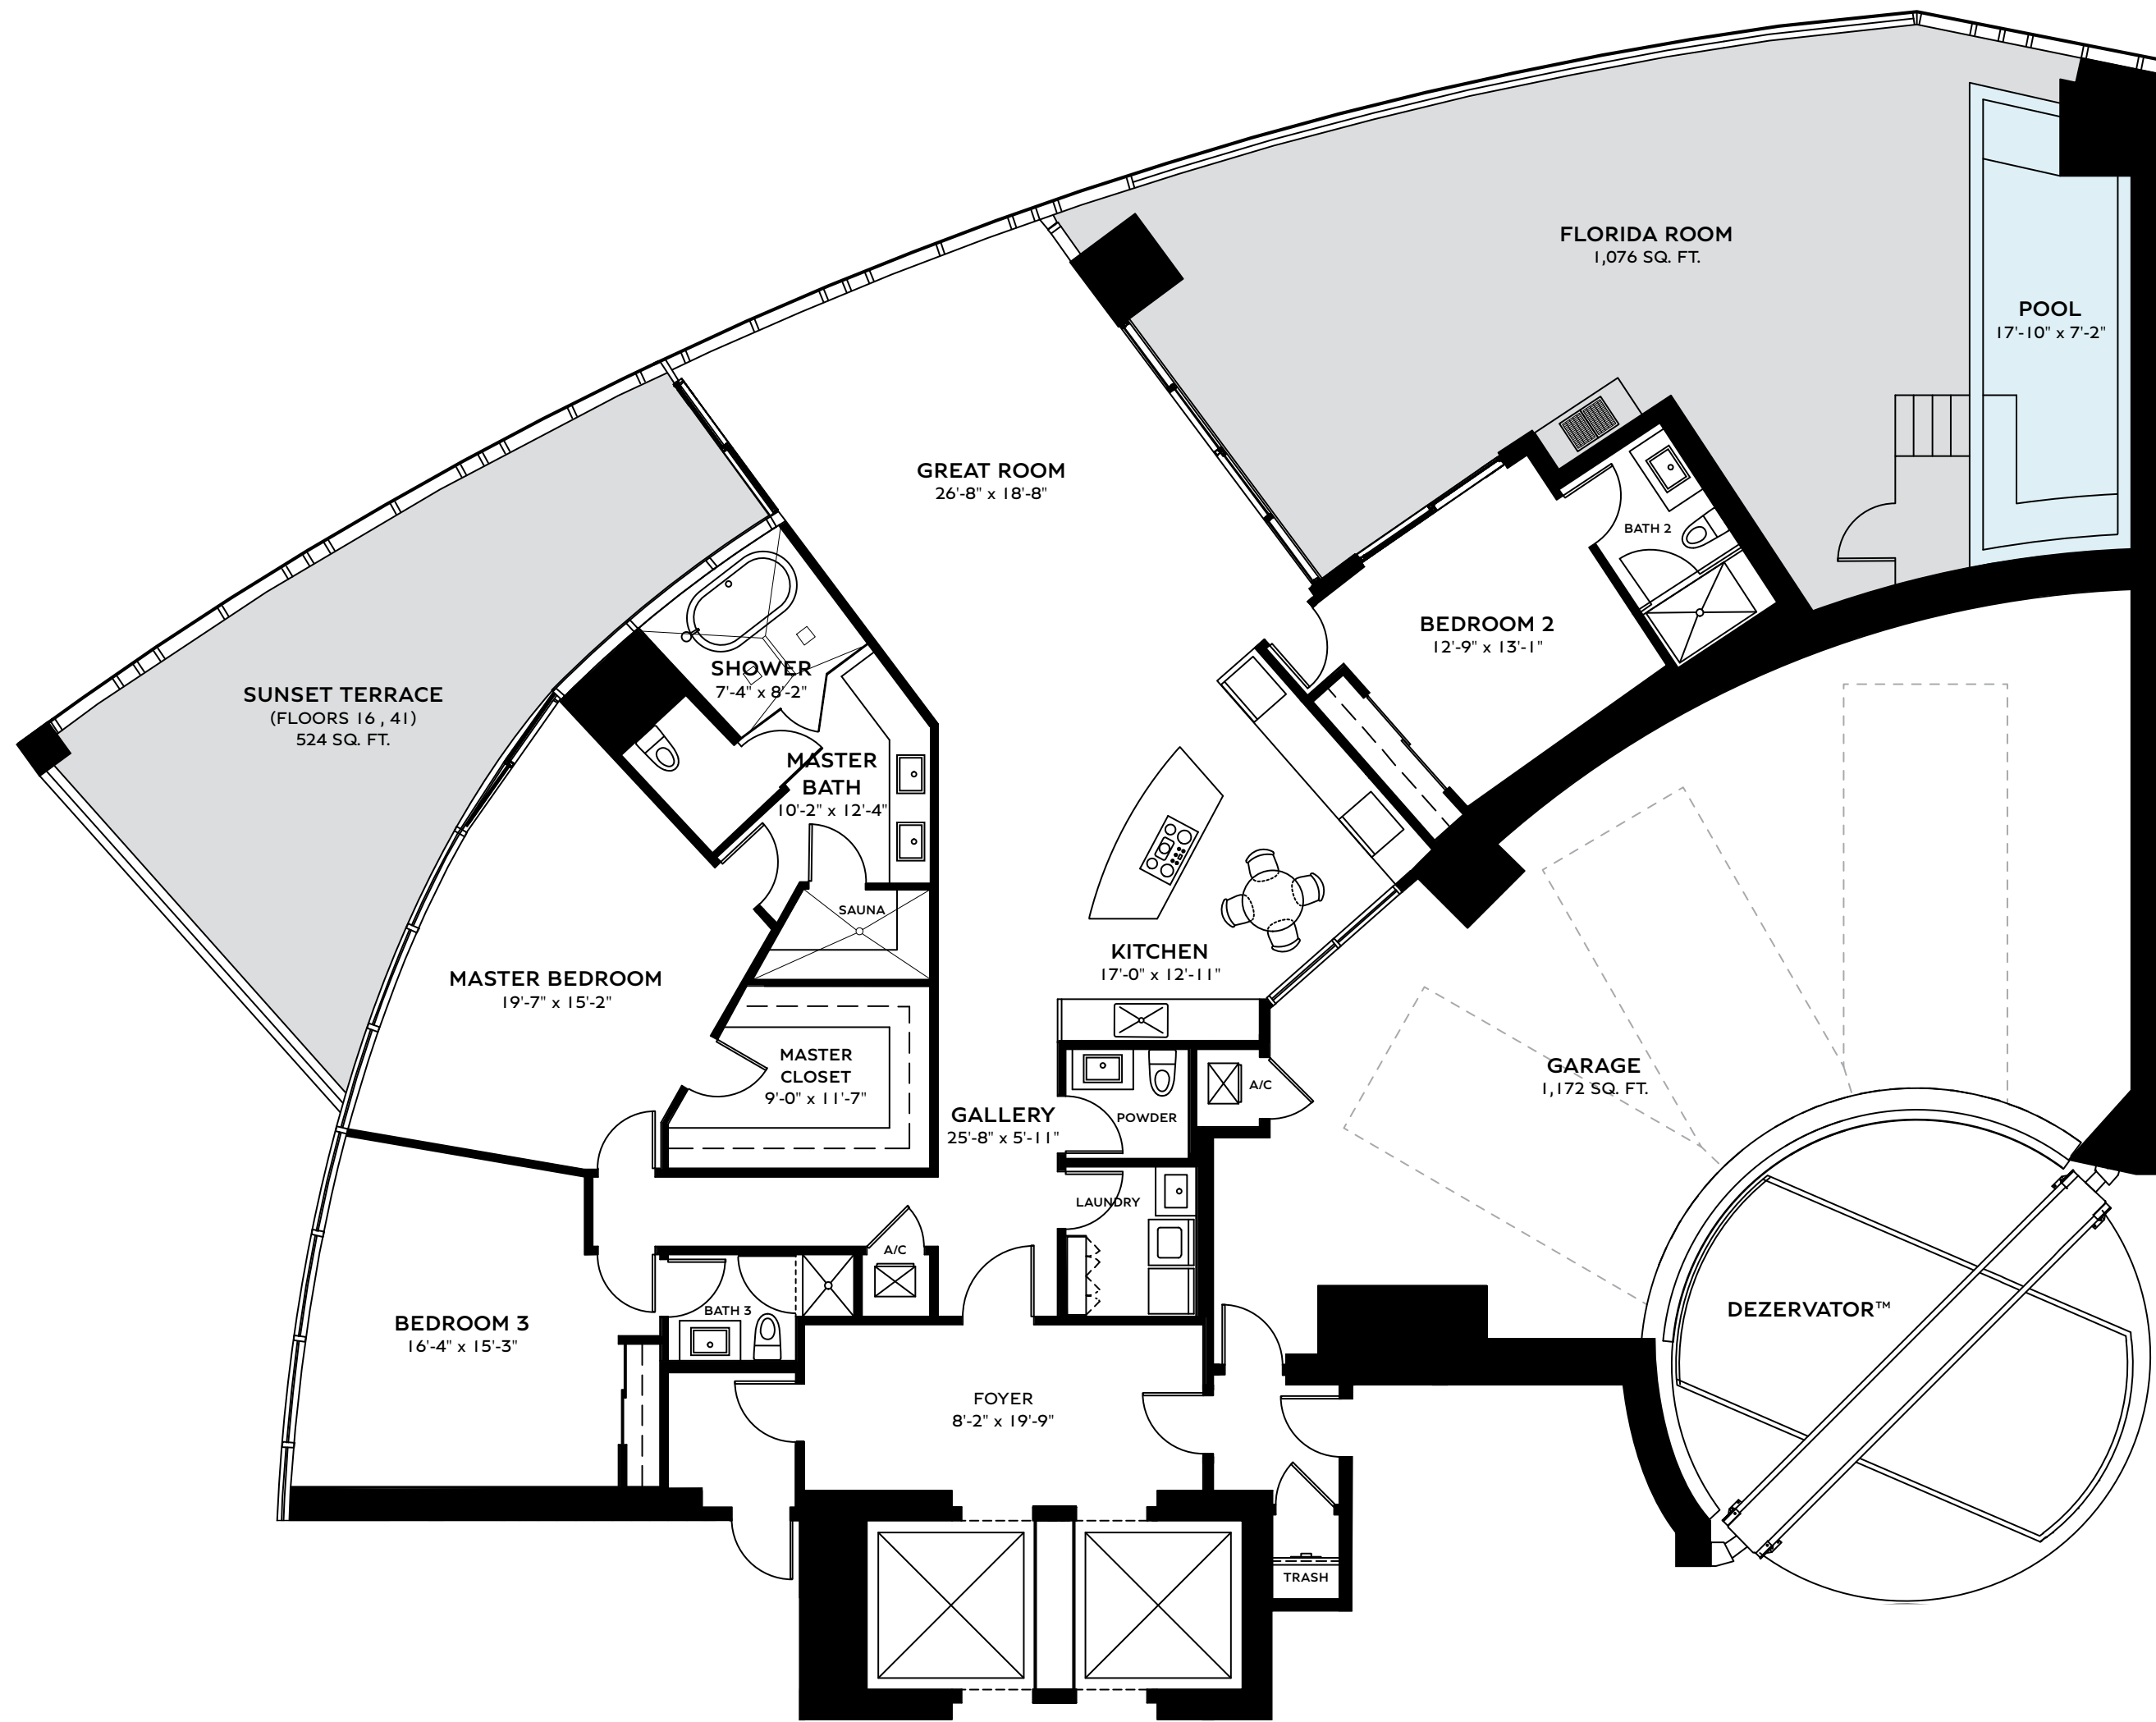 FLORIDA ROOM
1,076 SQ. FT.
POOL
17'-10" x 7'-2"
GREAT ROOM
26'-8" x 18'-8"
BATH 2
BEDROOM 2
12'-9" x 13'-1"
SHOWER
7'-4" x 8'-2"
SUNSET TERRACE
(FLOORS 16 , 41)
524 SQ. FT.
MASTER
BATH
10'-2" x 12'-4"
SAUNA
KITCHEN
17'-0" x 12'-11"
MASTER BEDROOM
19'-7" x 15'-2"
MASTER
CLOSET
9'-0" x 11'-7"
GARAGE
1,172 SQ. FT.
A/C
GALLERY
25'-8" x 5'-11"
POWDER
LAUNDRY
A/C
BATH 3
BEDROOM 3
16'-4" x 15'-3"
DEZERVATOR™
FOYER
8'-2" x 19'-9"
TRASH